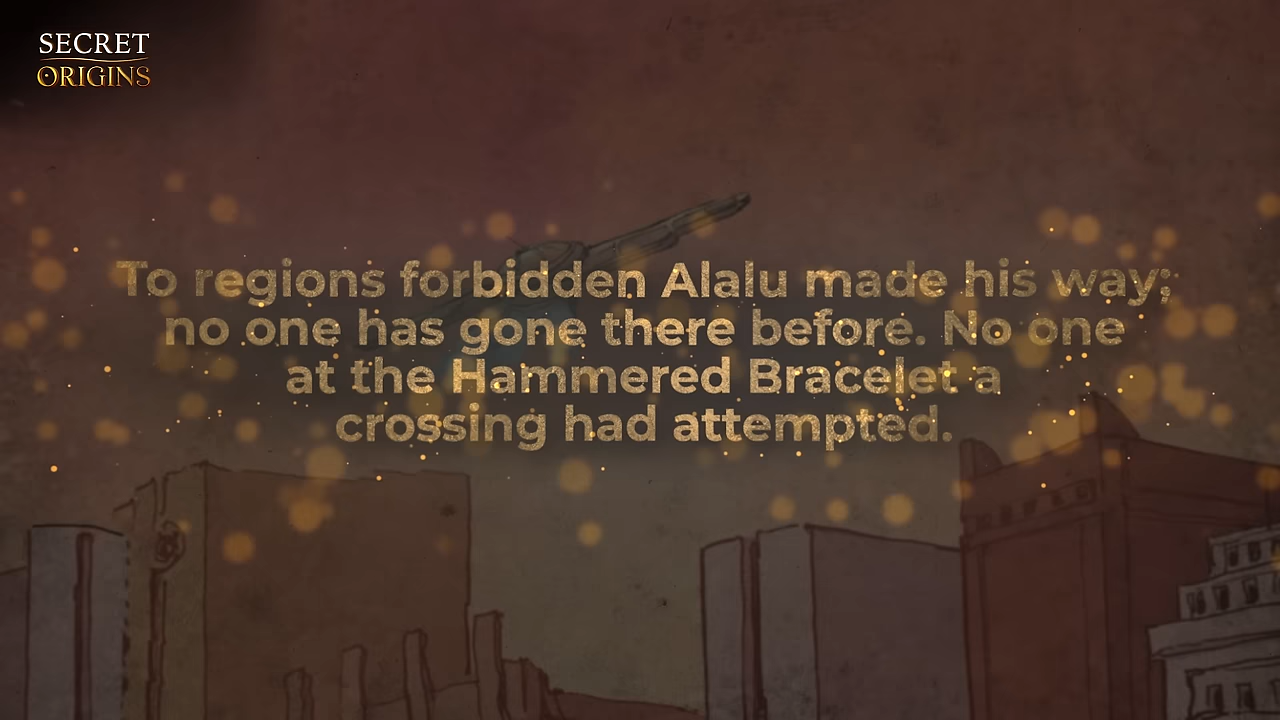 SECRET
ORIGINS
To regions forbidden Alalu made his way;
no one has gone there before. No one
at the Hammered Bracelet a
crossing had attempted.